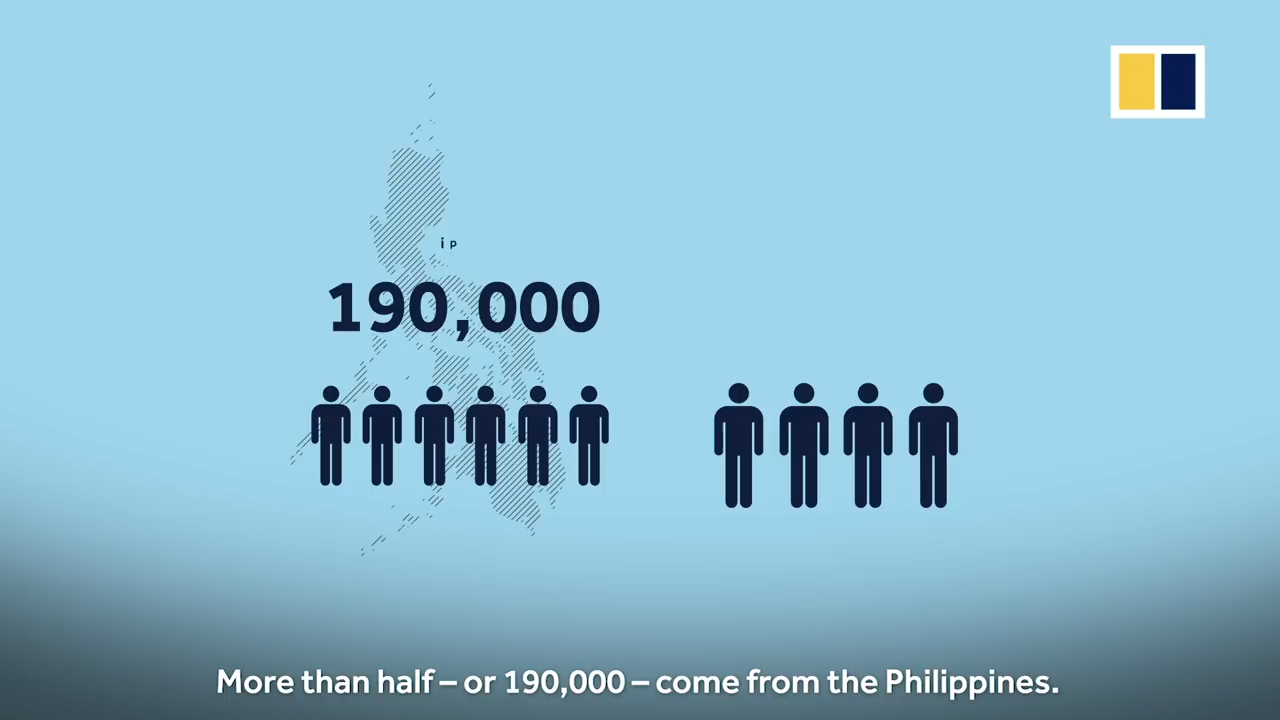 i p
190,000
More than half – or 190,000 – come from the Philippines.